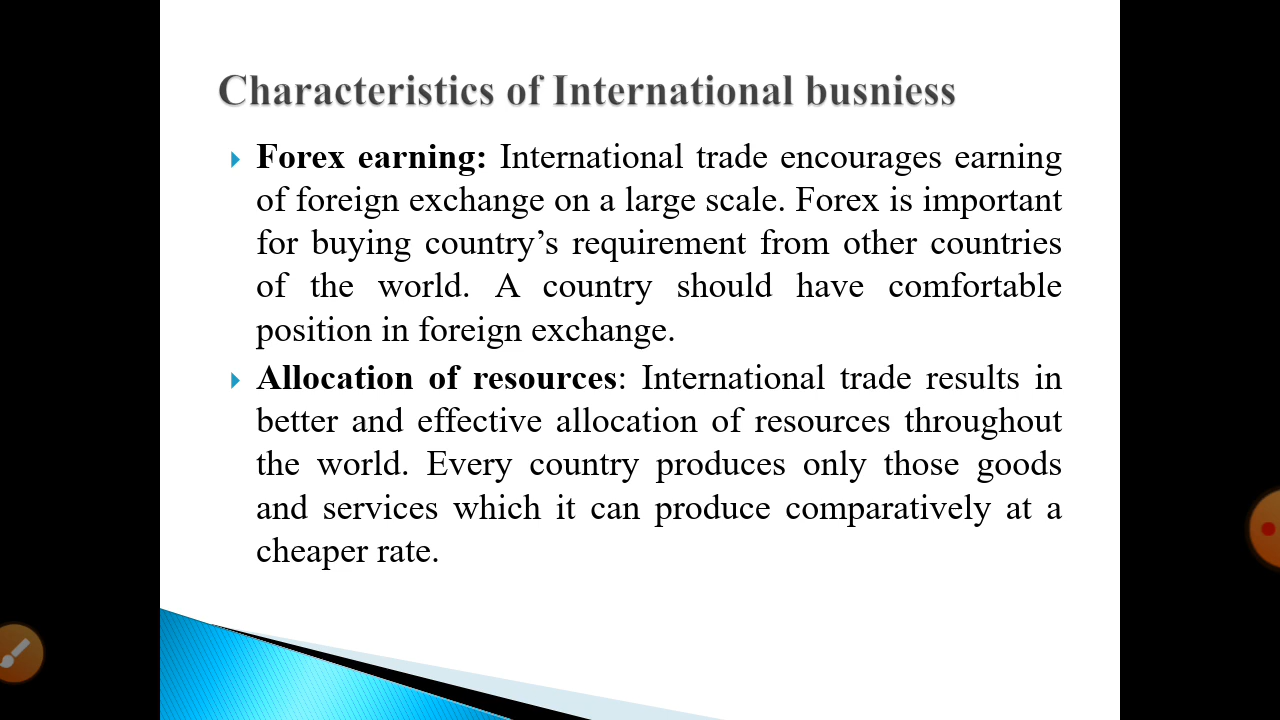 Characteristics of International busniess
Forex earning: International trade encourages earning
of foreign exchange on a large scale. Forex is important
for buying country’s requirement from other countries
of the world. A country should have comfortable
position in foreign exchange.
Allocation of resources: International trade results in
better and effective allocation of resources throughout
the world. Every country produces only those goods
and services which it can produce comparatively at a
cheaper rate.